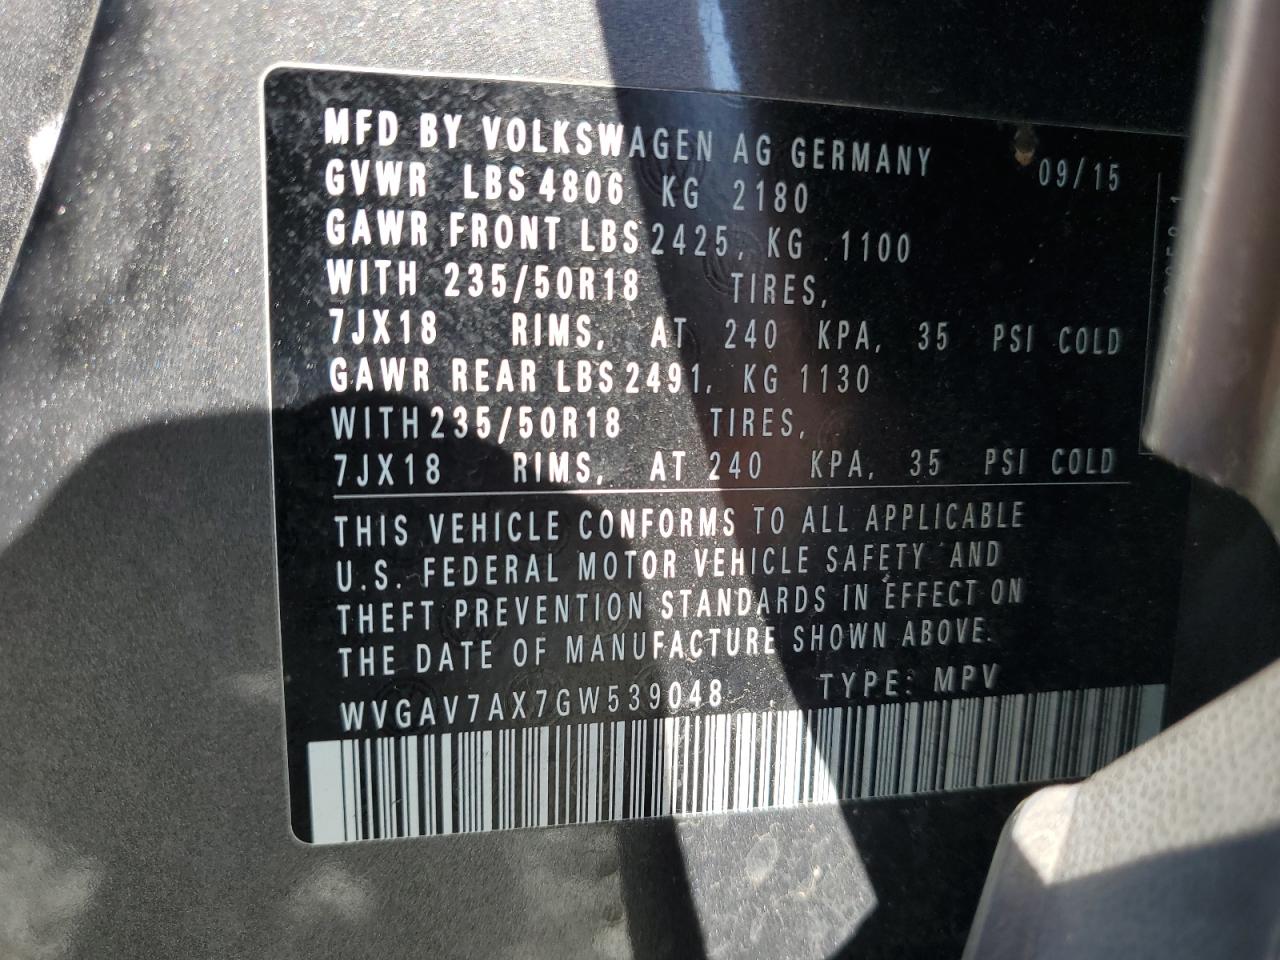 MFD BY VOLKSWAGEN AG GERMANY 09/15
GVWR LBS 4806 KG 2180
GAWR FRONT LBS 2425, KG 1100
WITH 235/50R18 TIRES,
7JX18 RIMS, AT 240 KPA, 35 PSI COLD
GAWR REAR LBS 2491, KG 1130
WITH 235/50R18 TIRES,
7JX18 RIMS, AT 240 KPA, 35 PSI COLD
THIS VEHICLE CONFORMS TO ALL APPLICABLE
U.S. FEDERAL MOTOR VEHICLE SAFETY AND
THEFT PREVENTION STANDARDS IN EFFECT ON
THE DATE OF MANUFACTURE SHOWN ABOVE.
WVGAV7AX7GW539048 TYPE: MPV